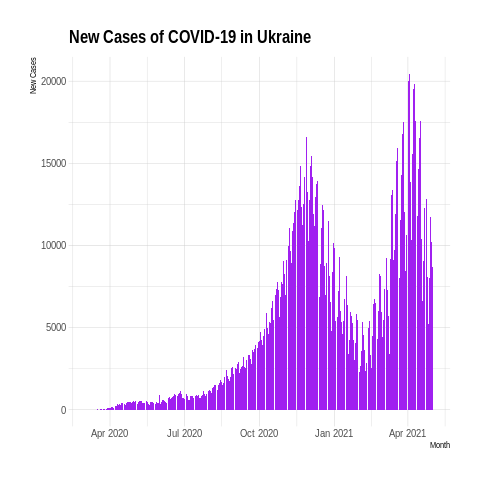 New Cases of COVID-19 in Ukraine
New Cases
20000
15000
10000
5000
0
Apr 2020 Jul 2020 Oct 2020 Jan 2021 Apr 2021
Month